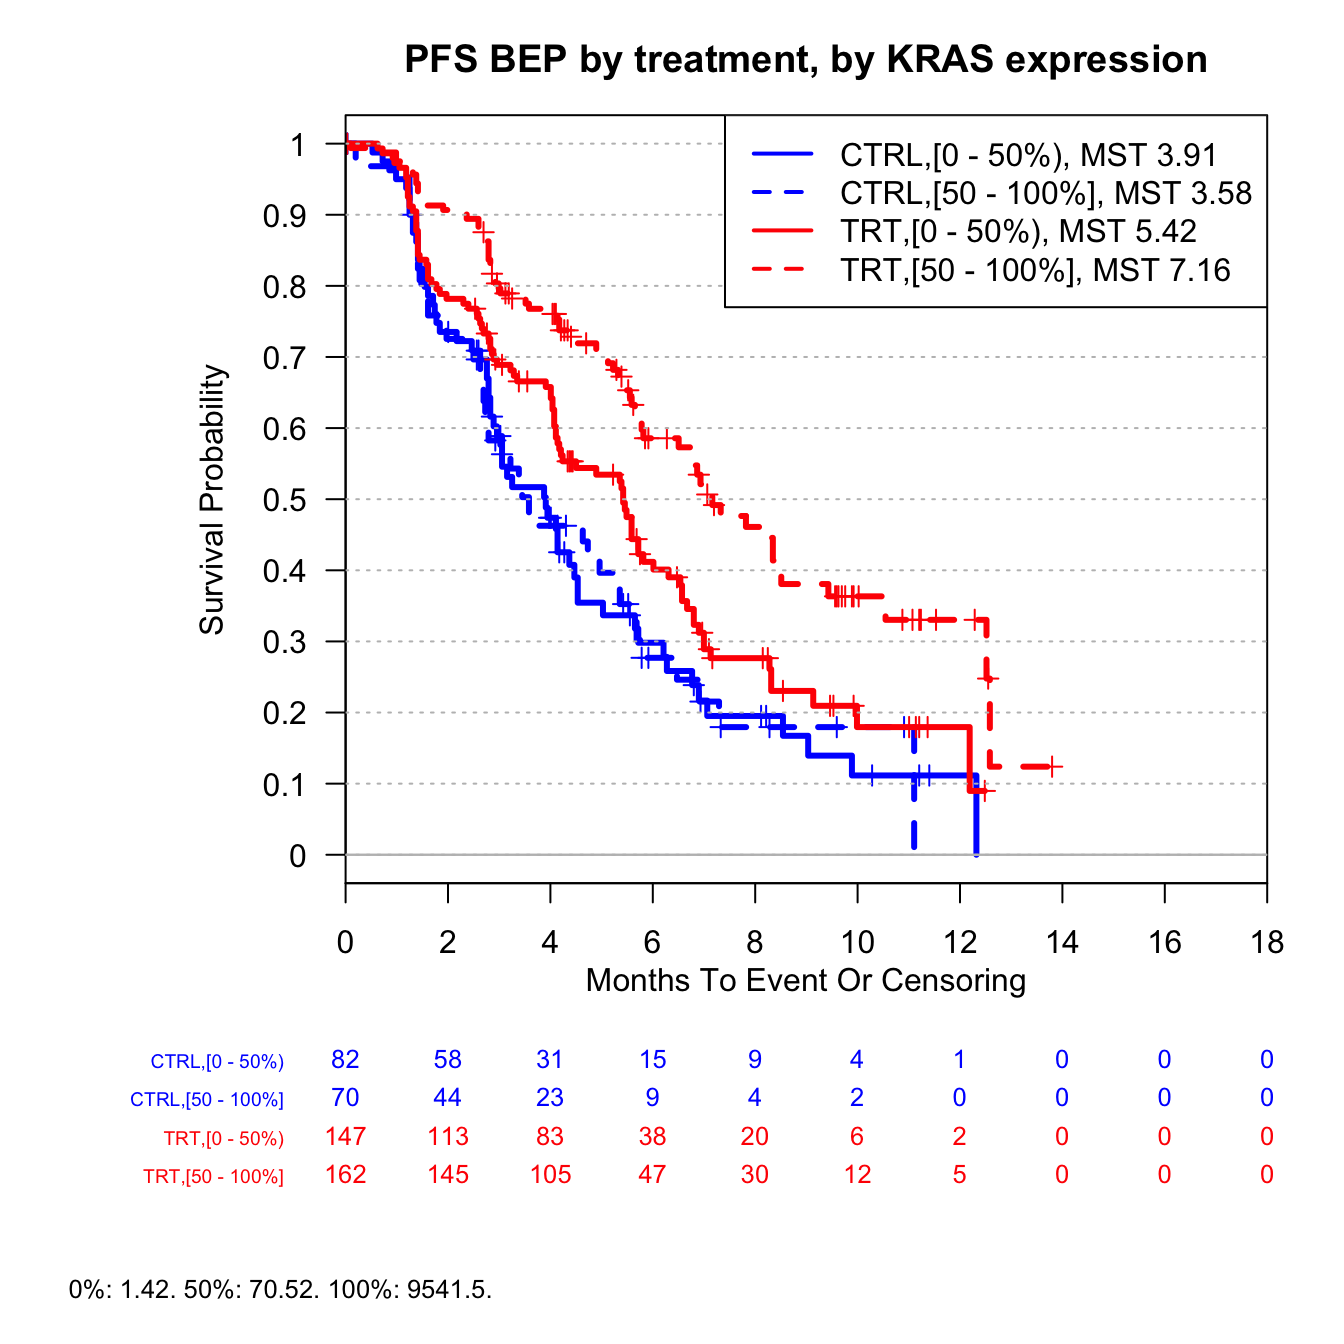 PFS BEP by treatment, by KRAS expression
CTRL,[0 - 50%), MST 3.91
CTRL,[50 - 100%], MST 3.58
TRT,[0 - 50%), MST 5.42
TRT,[50 - 100%], MST 7.16
Survival Probability
1
0.9
0.8
0.7
0.6
0.5
0.4
0.3
0.2
0.1
0
0 2 4 6 8 10 12 14 16 18
Months To Event Or Censoring
CTRL,[0 - 50%) 82 58 31 15 9 4 1 0 0 0
CTRL,[50 - 100%] 70 44 23 9 4 2 0 0 0 0
TRT,[0 - 50%) 147 113 83 38 20 6 2 0 0 0
TRT,[50 - 100%] 162 145 105 47 30 12 5 0 0 0
0%: 1.42. 50%: 70.52. 100%: 9541.5.